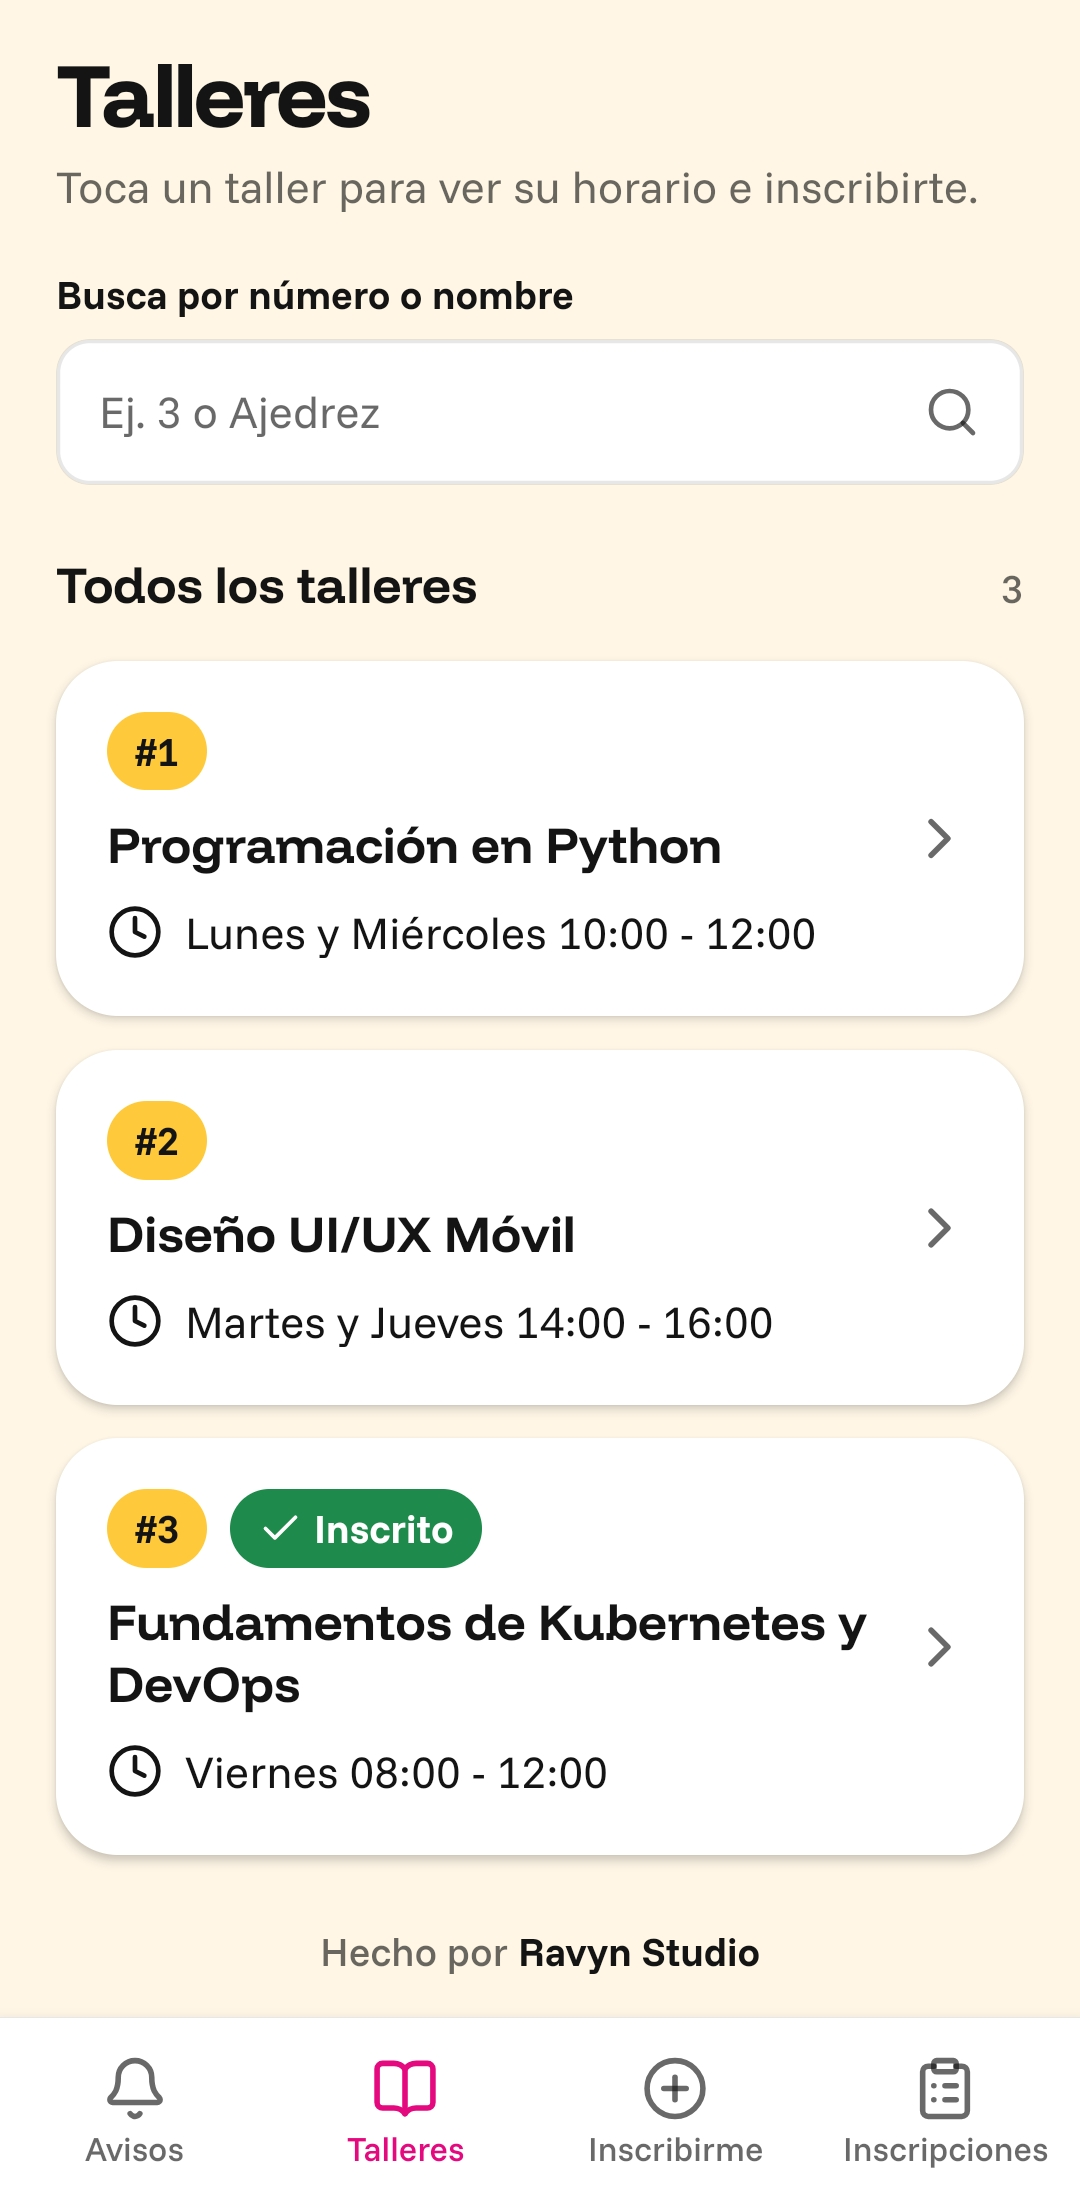 Talleres
Toca un taller para ver su horario e inscribirte.
Busca por número o nombre
Ej. 3 o Ajedrez
Todos los talleres
3
#1
Programación en Python
Lunes y Miércoles 10:00 - 12:00
#2
Diseño UI/UX Móvil
Martes y Jueves 14:00 - 16:00
#3 Inscrito
Fundamentos de Kubernetes y
DevOps
Viernes 08:00 - 12:00
Hecho por Ravyn Studio
Avisos
Talleres
Inscribirme
Inscripciones